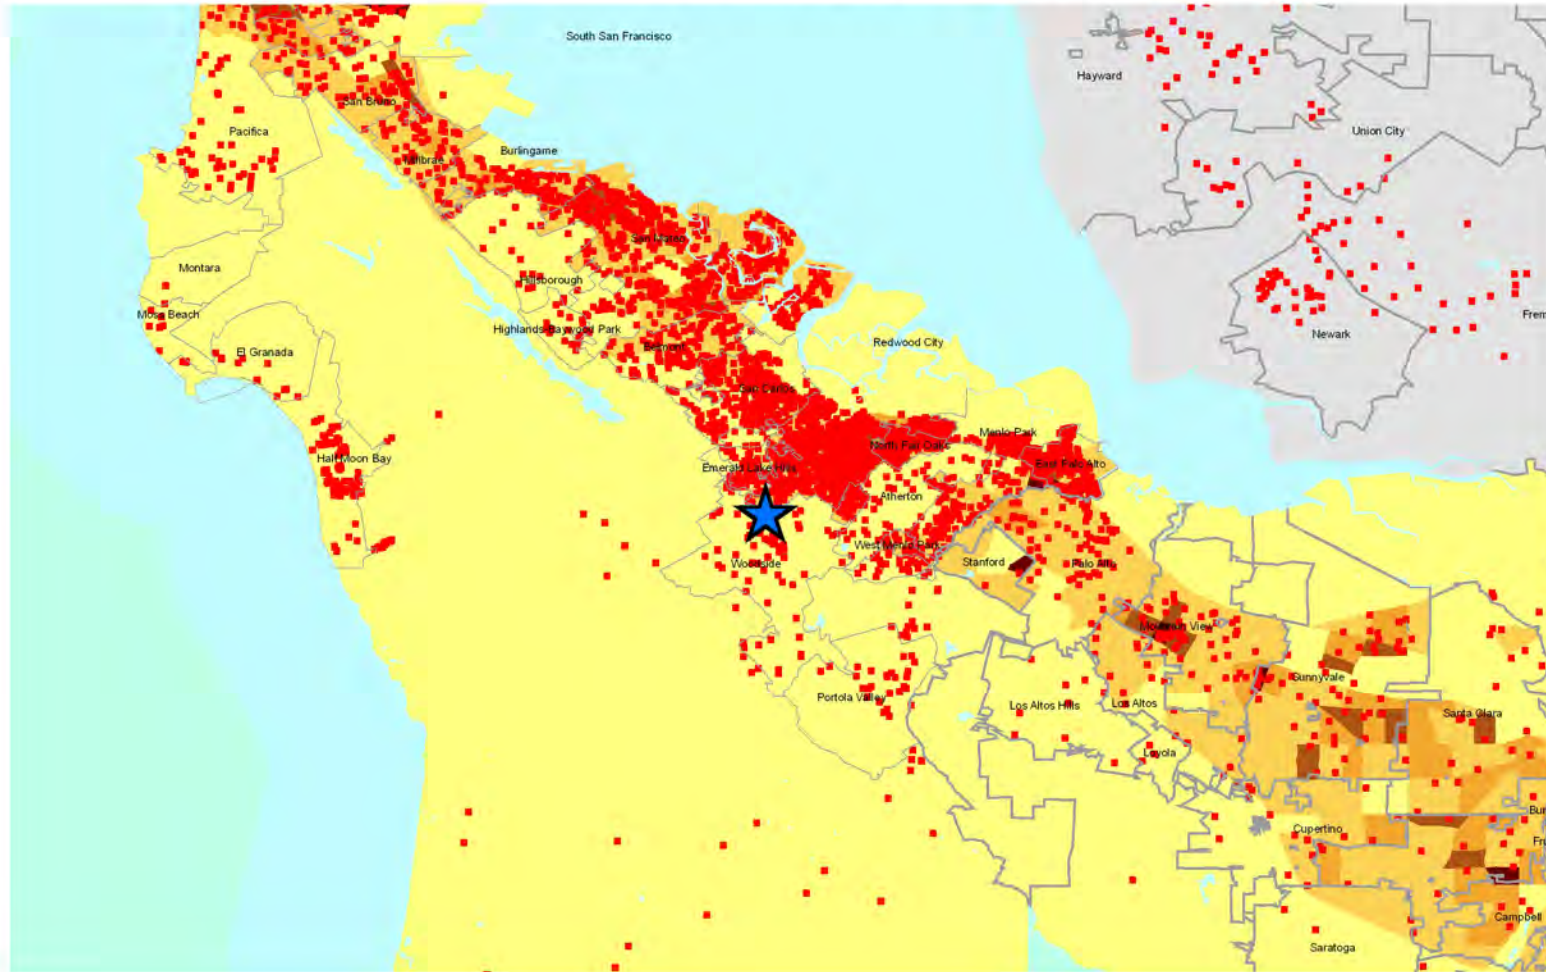 South San Francisco
Hayward
San Bruno
Union City
Pacifica
Burlingame
Millbrae
San Mateo
Montara
Hillsborough
Moss Beach
Highlands-Baywood Park
Newark
Redwood City
Belmont
El Granada
San Carlos
Menlo Park
North Fair Oaks
Half Moon Bay
Emerald Lake Hills
East Palo Alto
Atherton
West Menlo Park
Woodside
Stanford
Palo Alto
Mountain View
Sunnyvale
Portola Valley
Los Altos Hills
Los Altos
Santa Clara
Loyola
Cupertino
Campbell
Saratoga